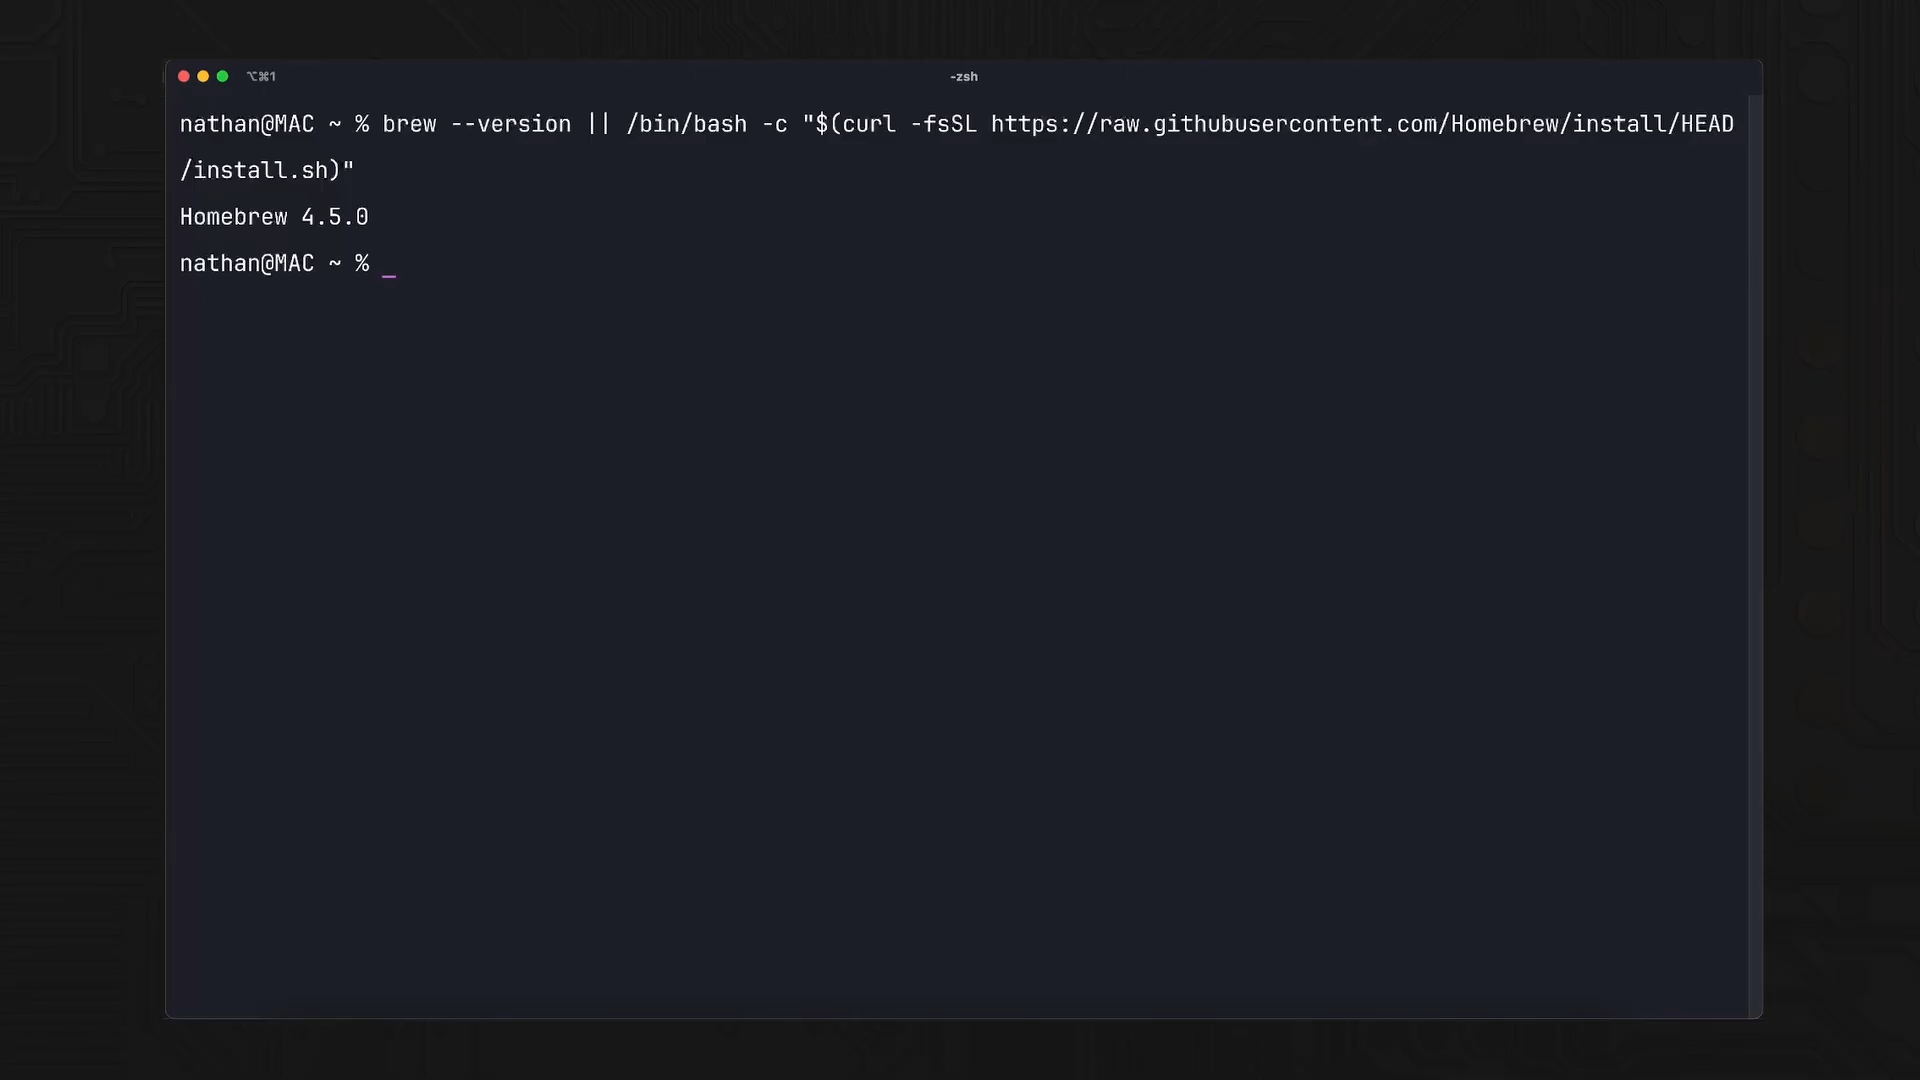 ⌥⌘1
-zsh
nathan@MAC ~ % brew --version || /bin/bash -c "$(curl -fsSL https://raw.githubusercontent.com/Homebrew/install/HEAD
/install.sh)"
Homebrew 4.5.0
nathan@MAC ~ % _